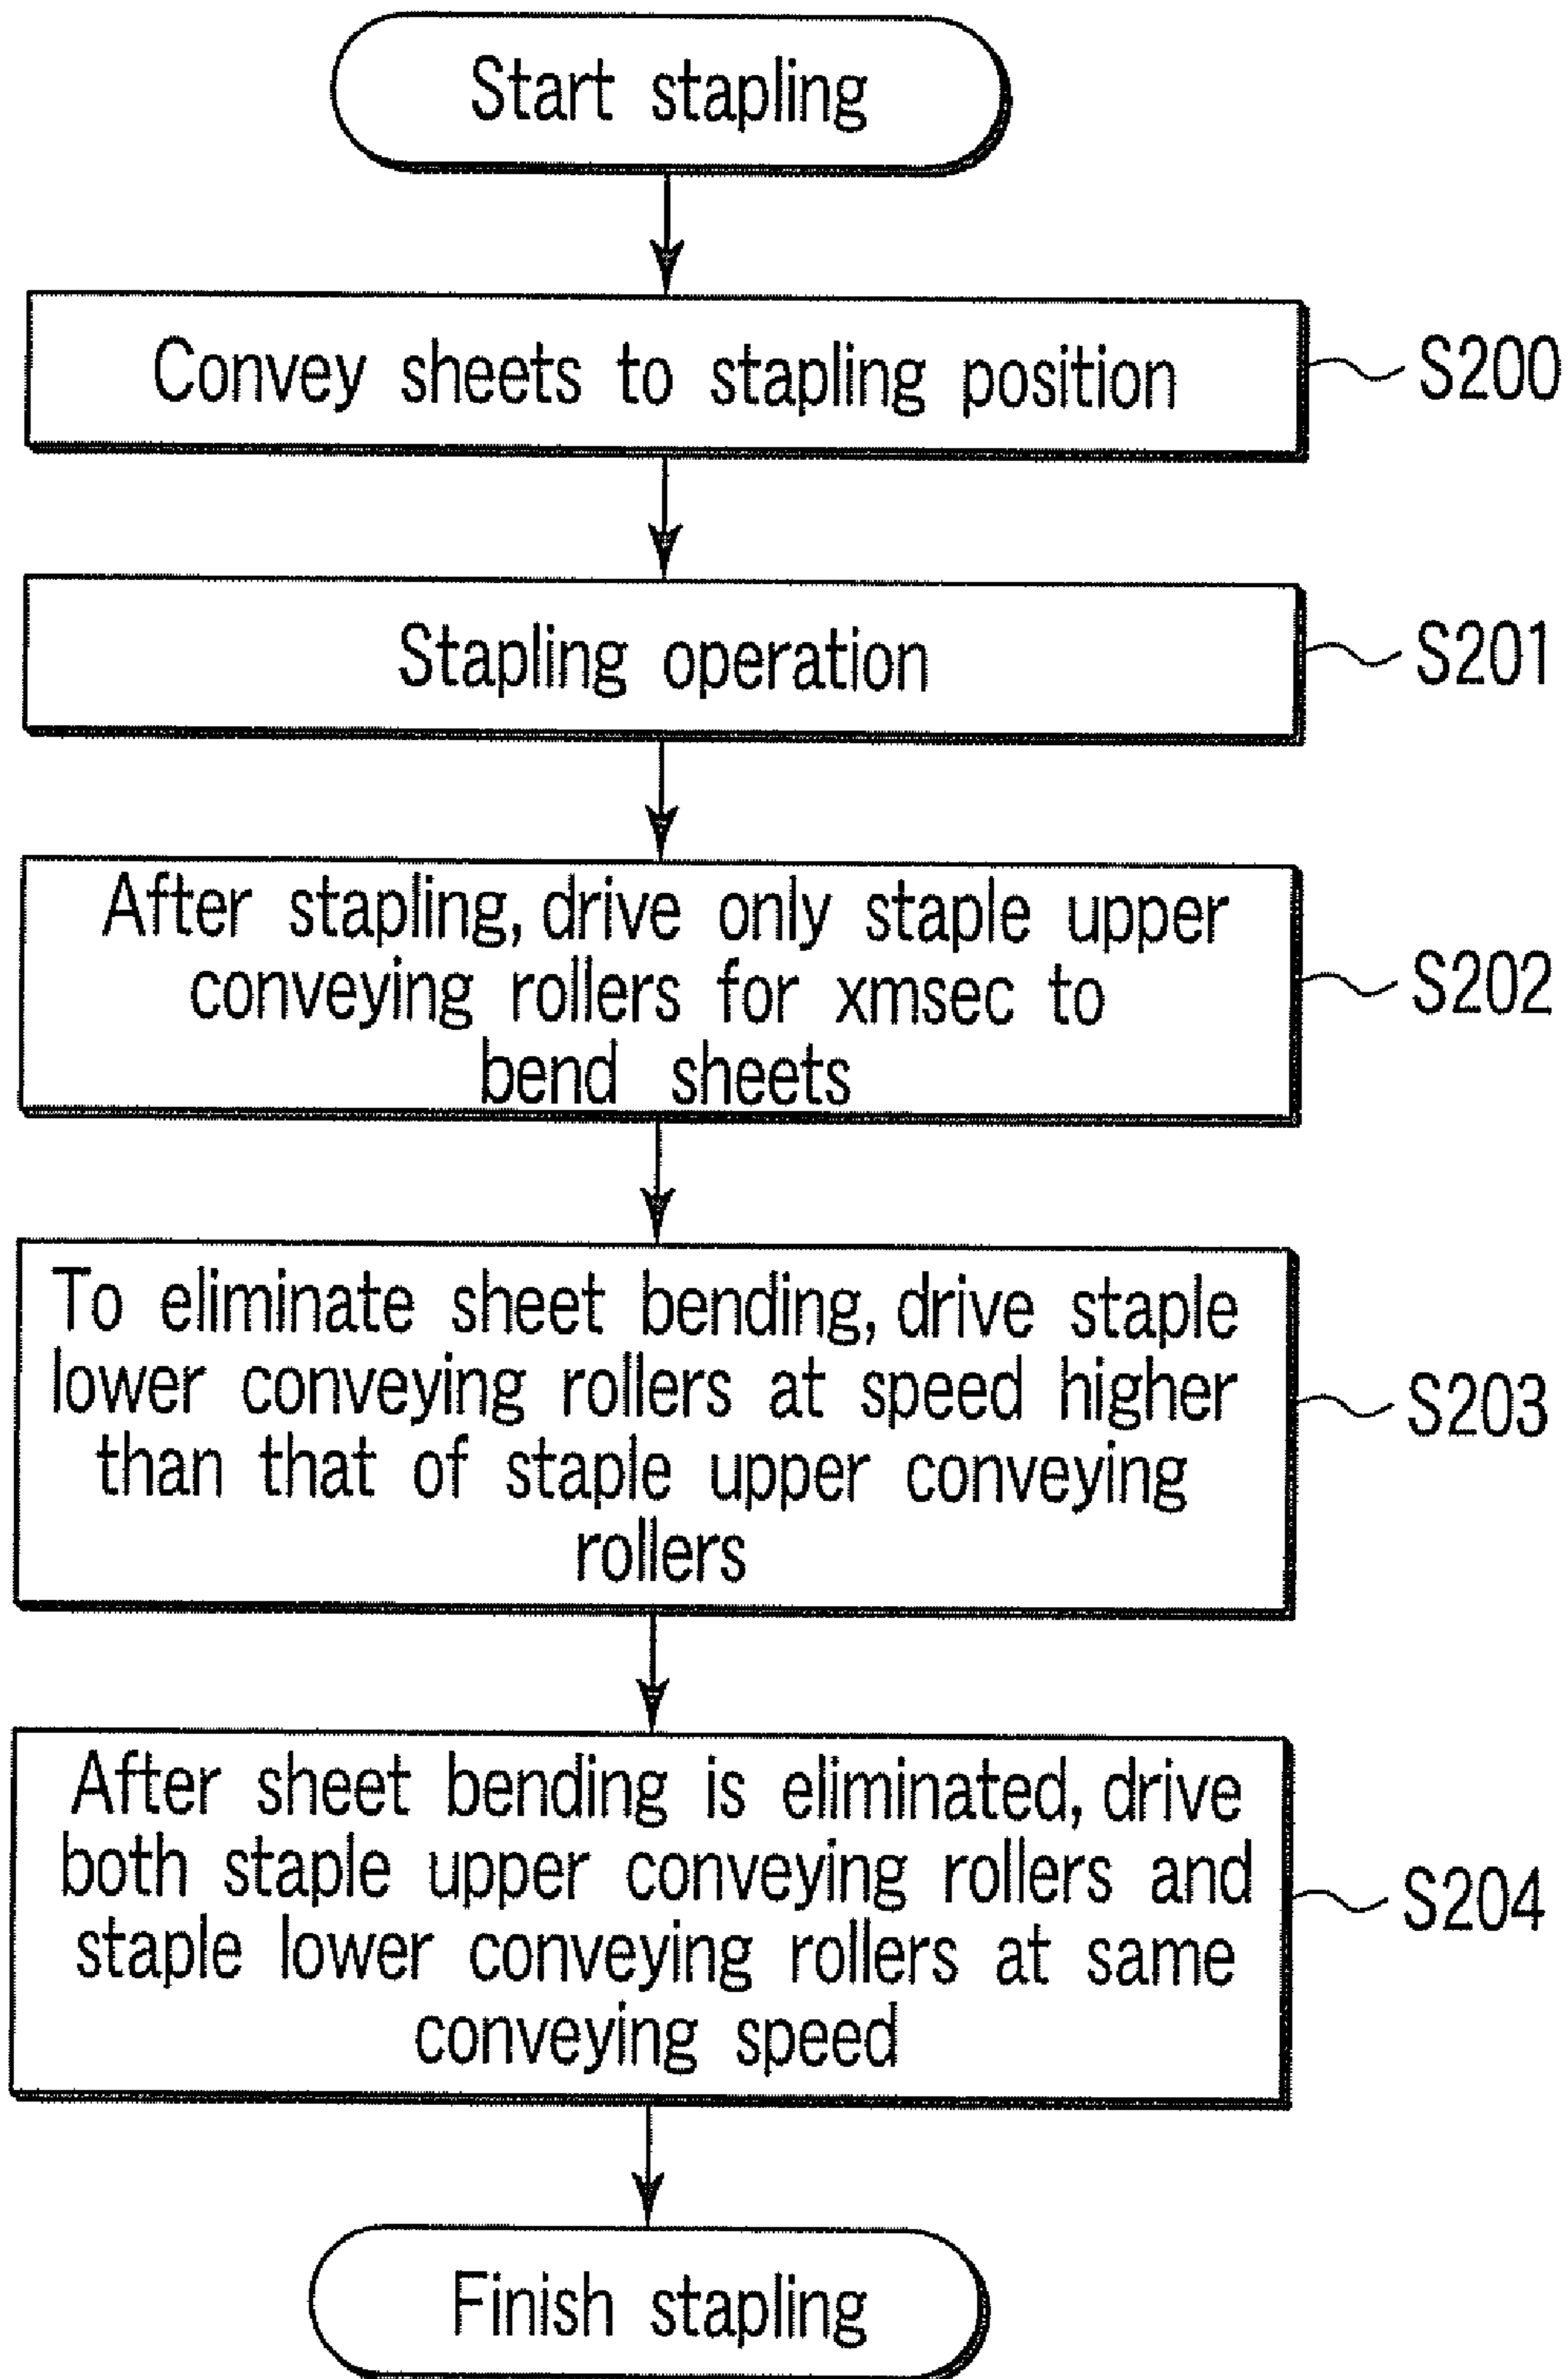 Start stapling
Convey sheets to stapling position
S200
Stapling operation
S201
After stapling, drive only staple upper
conveying rollers for xmsec to
bend sheets
S202
To eliminate sheet bending, drive staple
lower conveying rollers at speed higher
than that of staple upper conveying
rollers
S203
After sheet bending is eliminated, drive
both staple upper conveying rollers and
staple lower conveying rollers at same
conveying speed
S204
Finish stapling